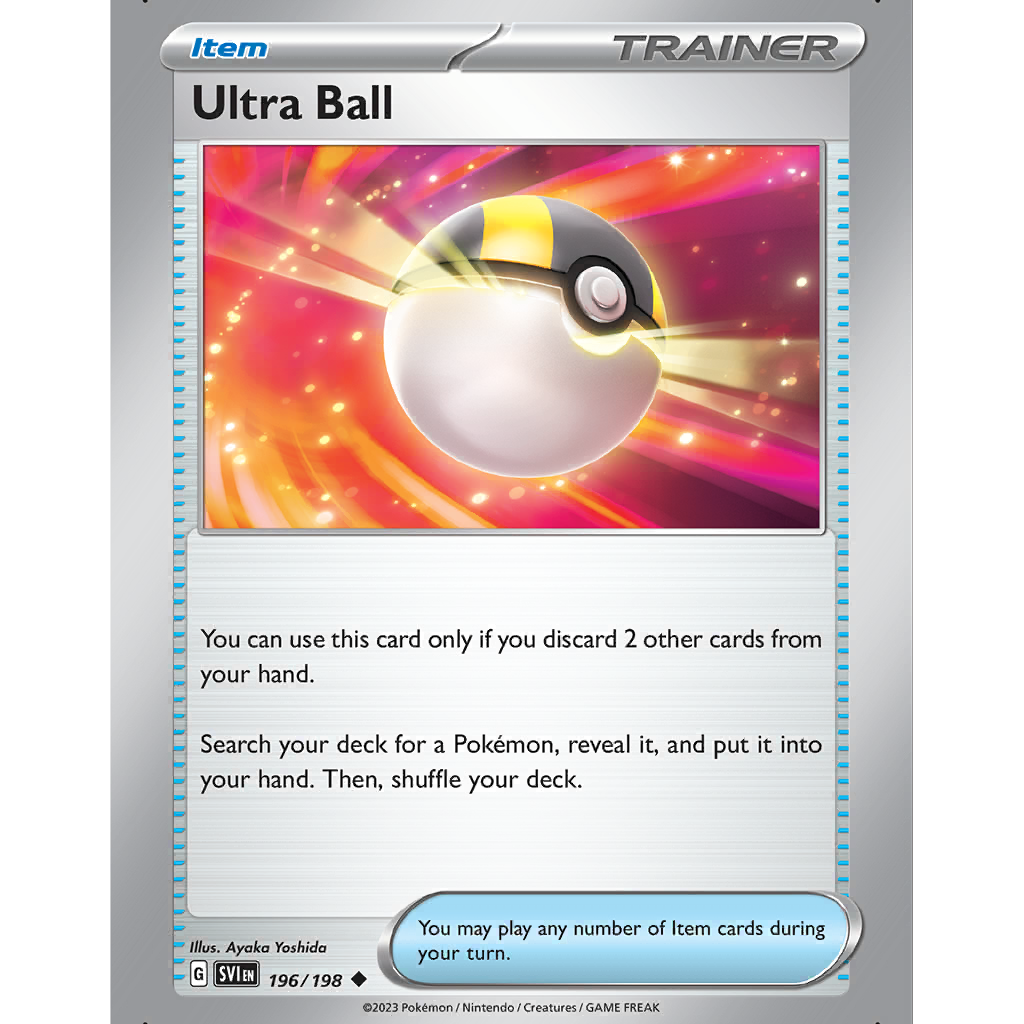 Item
TRAINER
Ultra Ball
You can use this card only if you discard 2 other cards from
your hand.
Search your deck for a Pokémon, reveal it, and put it into
your hand. Then, shuffle your deck.
You may play any number of Item cards during
your turn.
Illus. Ayaka Yoshida
G SVI EN 196/198
©2023 Pokémon / Nintendo / Creatures / GAME FREAK